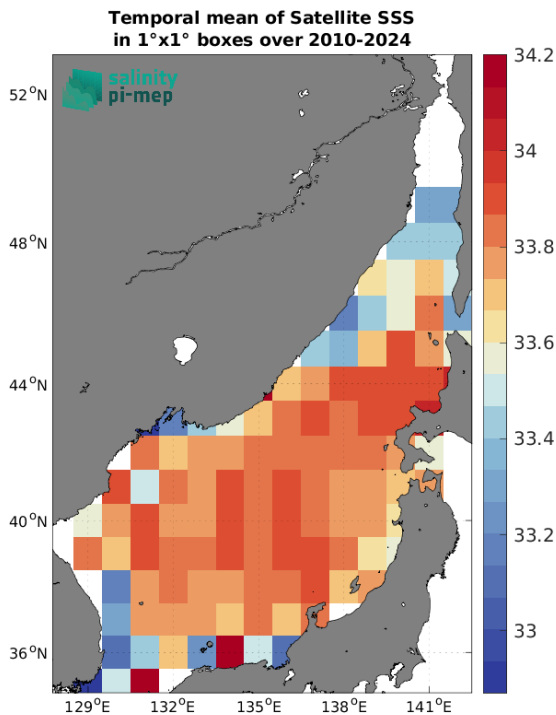 Temporal mean of Satellite SSS
in 1°x1° boxes over 2010-2024
salinity
pi-mep
52°N
48°N
44°N
40°N
36°N
129°E
132°E
135°E
138°E
141°E
34.2
34
33.8
33.6
33.4
33.2
33